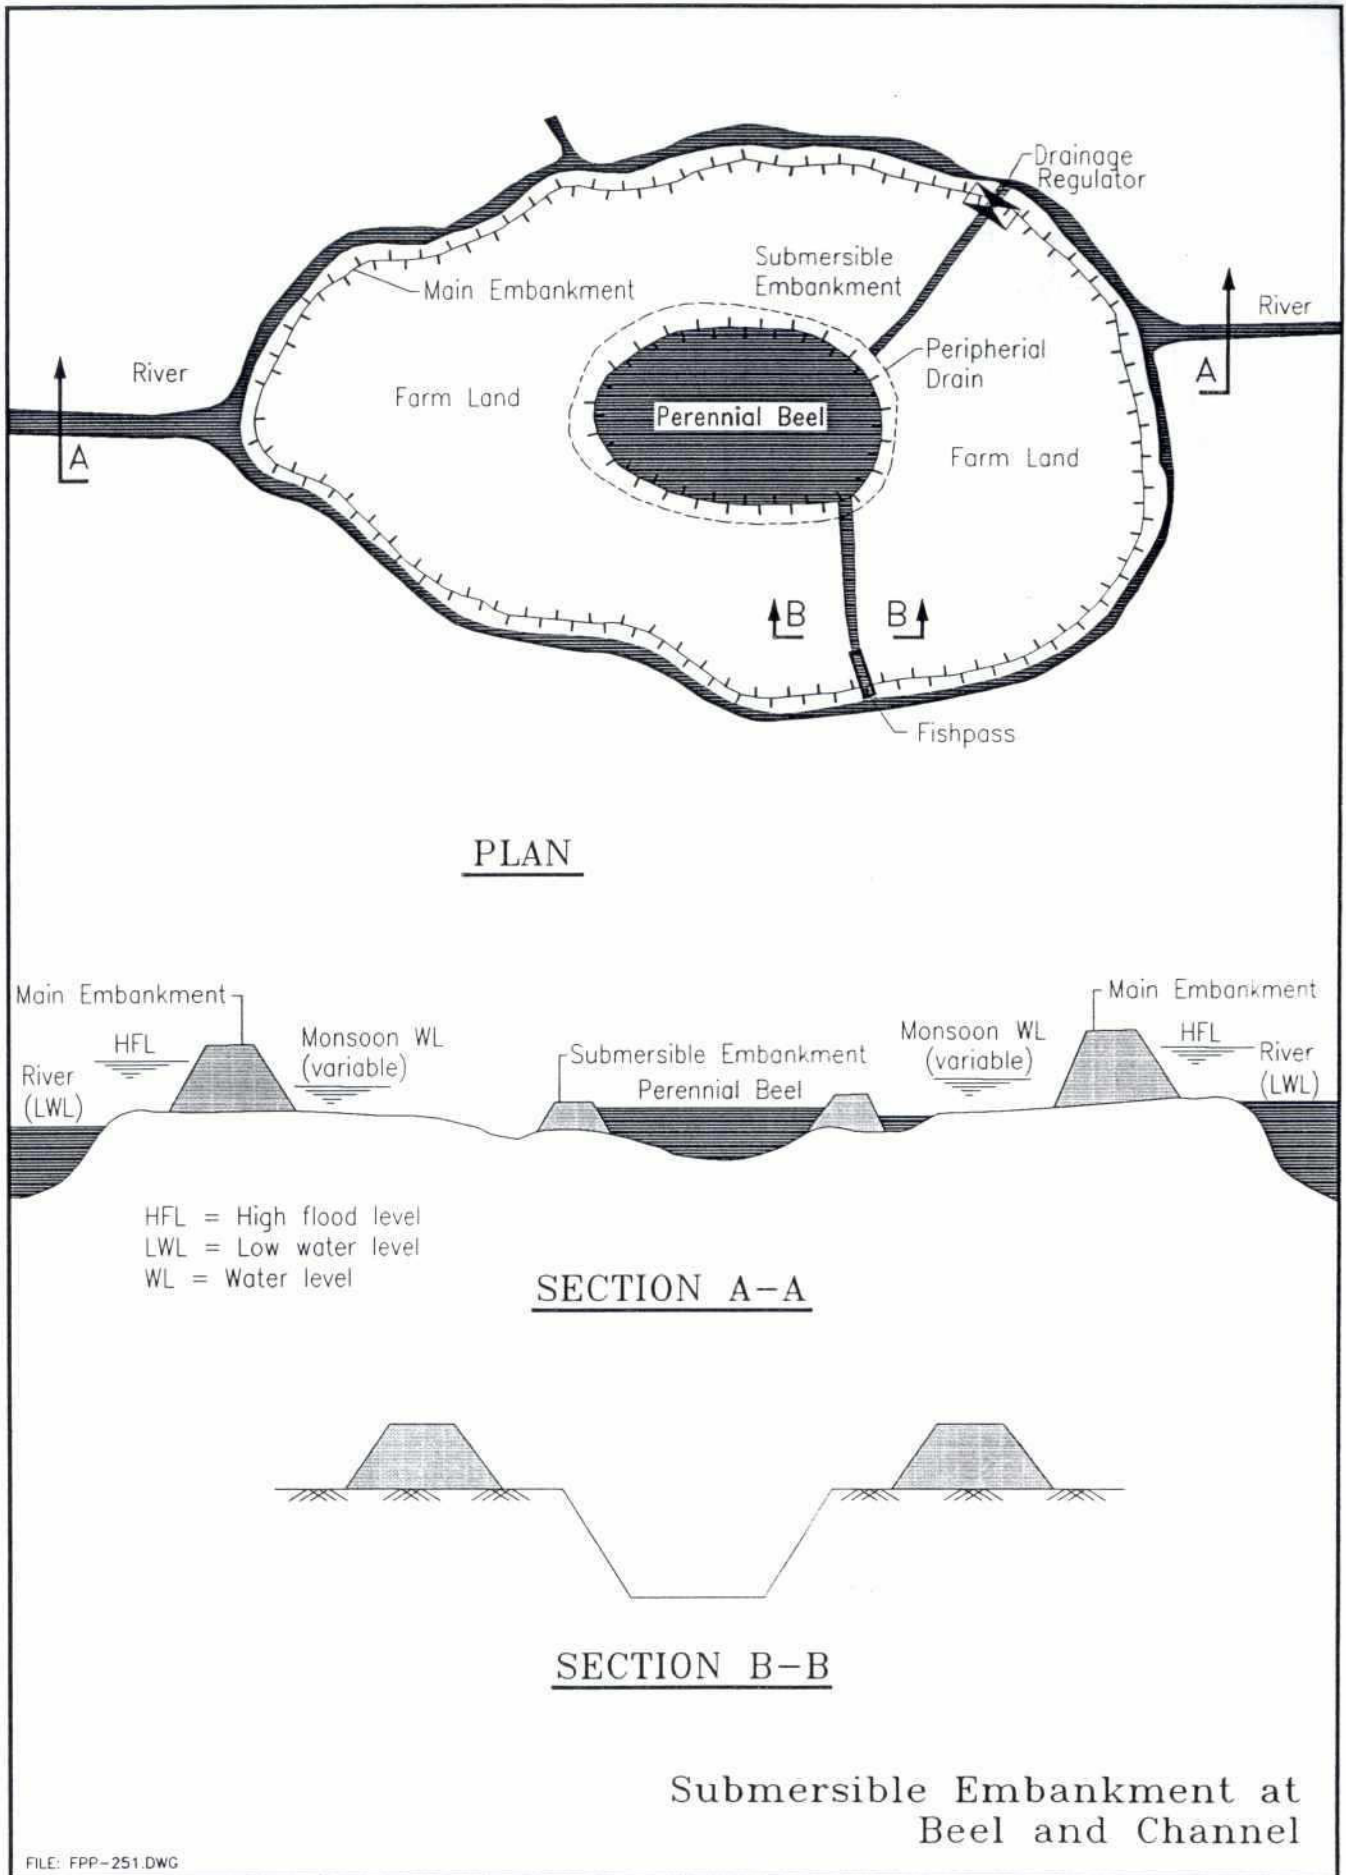 Drainage
Regulator
Submersible
Embankment
Main Embankment
River
River
A
Peripherial
Drain
Farm Land
Perennial Beel
A
Farm Land
B
B
Fishpass
PLAN
Main Embankment
Main Embankment
HFL
Monsoon WL
(variable)
Submersible Embankment
Perennial Beel
Monsoon WL
(variable)
HFL
River
(LWL)
River
(LWL)
HFL = High flood level
LWL = Low water level
WL = Water level
SECTION A-A
SECTION B-B
Submersible Embankment at
Beel and Channel
FILE: FPP-251.DWG